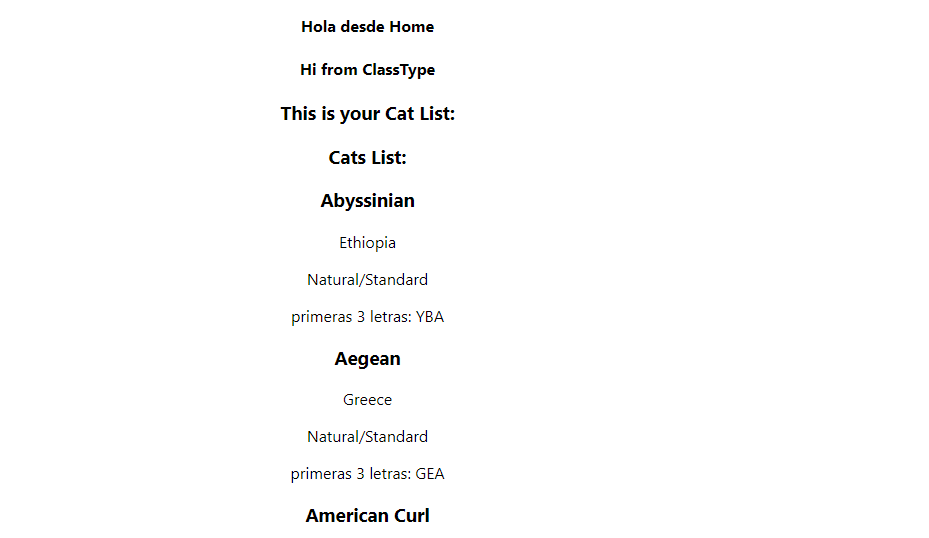 Hola desde Home
Hi from ClassType
This is your Cat List:
Cats List:
Abyssinian
Ethiopia
Natural/Standard
primeras 3 letras: YBA
Aegean
Greece
Natural/Standard
primeras 3 letras: GEA
American Curl